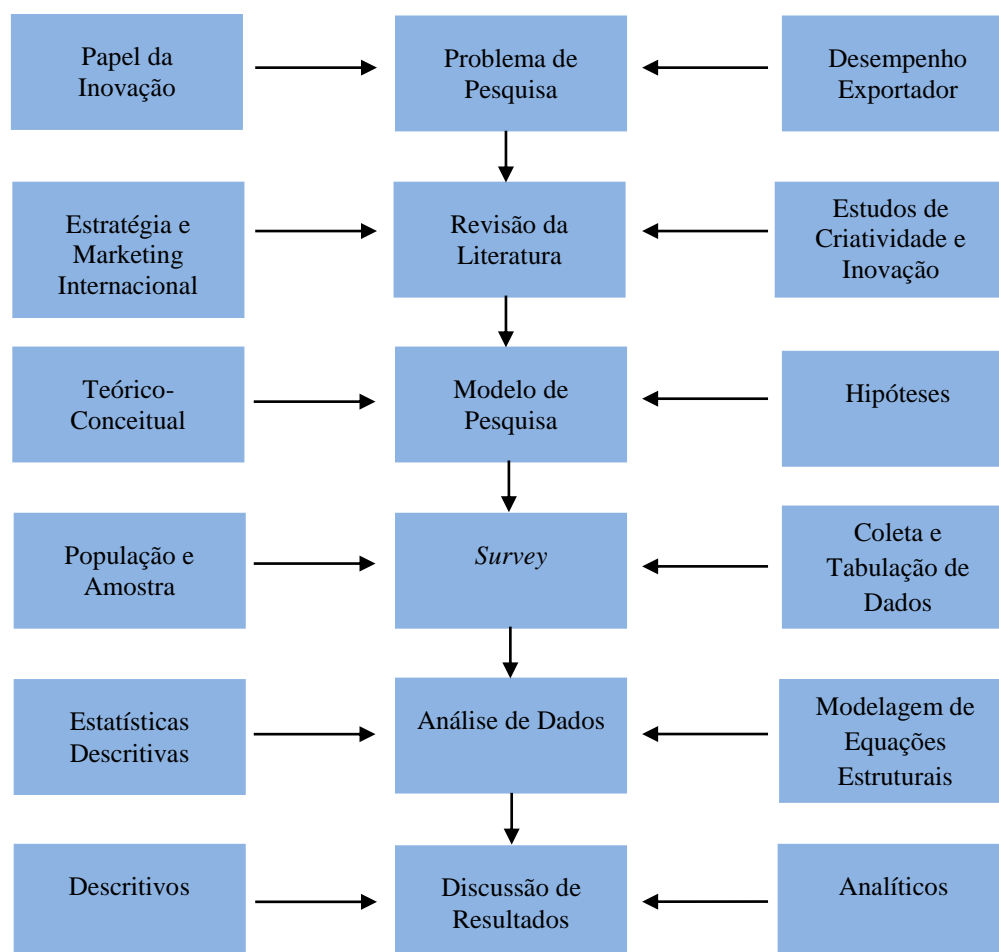 Papel da
Inovação
Problema de
Pesquisa
Desempenho
Exportador
Estratégia e
Marketing
Internacional
Revisão da
Literatura
Estudos de
Criatividade e
Inovação
Teórico-
Conceitual
Modelo de
Pesquisa
Hipóteses
População e
Amostra
Survey
Coleta e
Tabulação de
Dados
Estatísticas
Descritivas
Análise de Dados
Modelagem de
Equações
Estruturais
Descritivos
Discussão de
Resultados
Analíticos